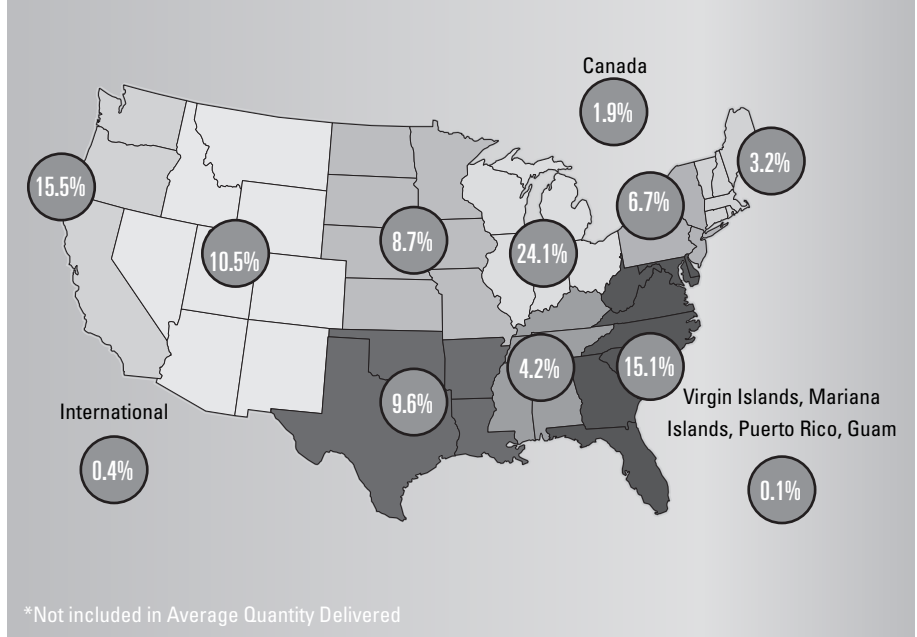 Canada
1.9%
3.2%
15.5%
6.7%
8.7%
24.1%
10.5%
4.2%
15.1%
9.6%
Virgin Islands, Mariana
Islands, Puerto Rico, Guam
0.1%
International
0.4%
*Not included in Average Quantity Delivered